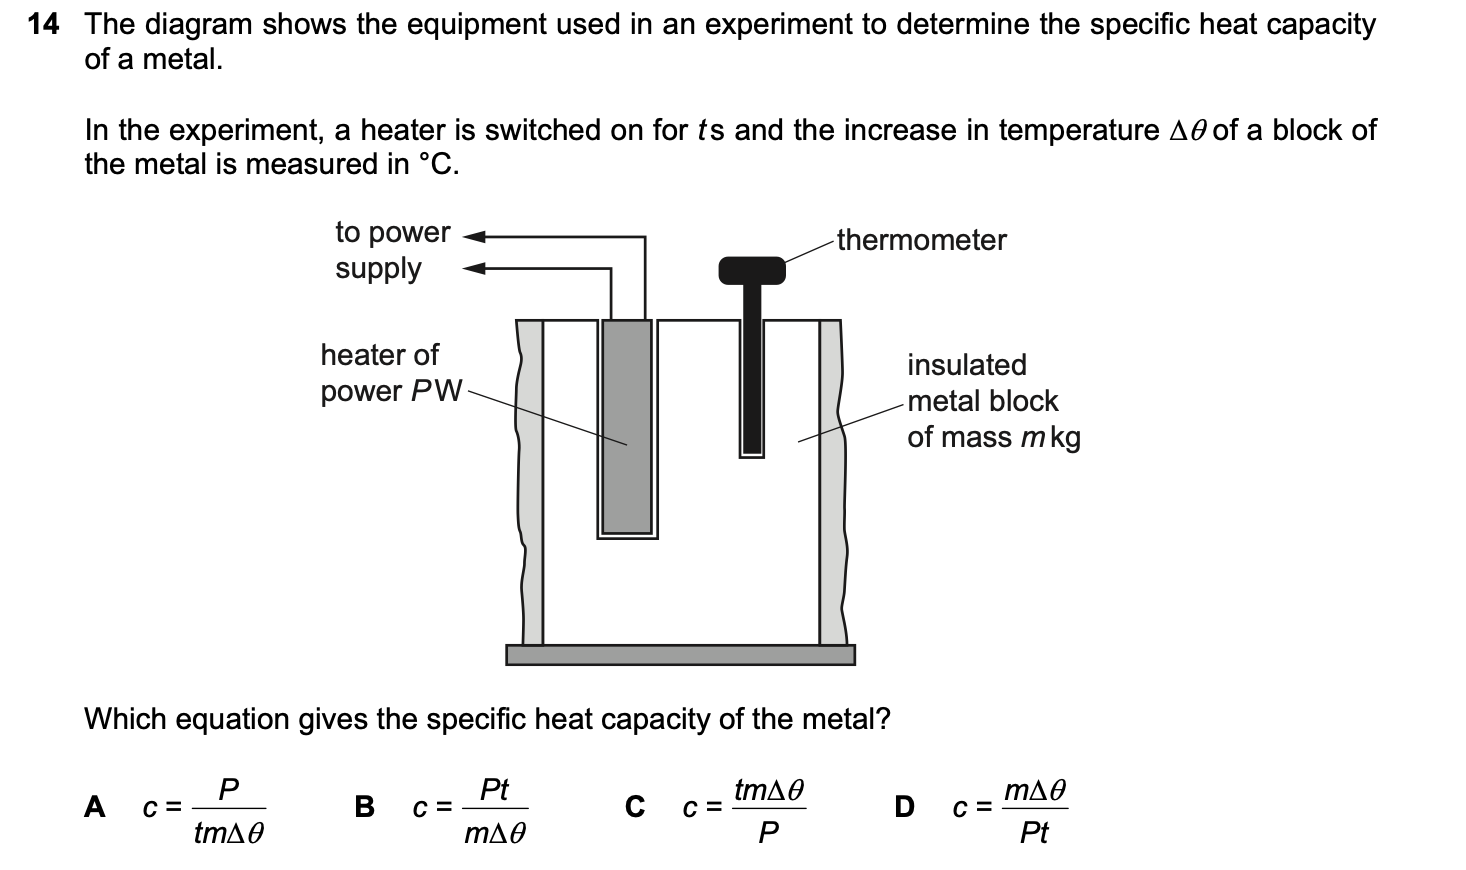 14 The diagram shows the equipment used in an experiment to determine the specific heat capacity
of a metal.
In the experiment, a heater is switched on for t s and the increase in temperature Δθ of a block of
the metal is measured in °C.
to power
supply
thermometer
heater of
power P W
insulated
metal block
of mass m kg
Which equation gives the specific heat capacity of the metal?
A c = P / tmΔθ B c = Pt / mΔθ C c = tmΔθ / P D c = mΔθ / Pt